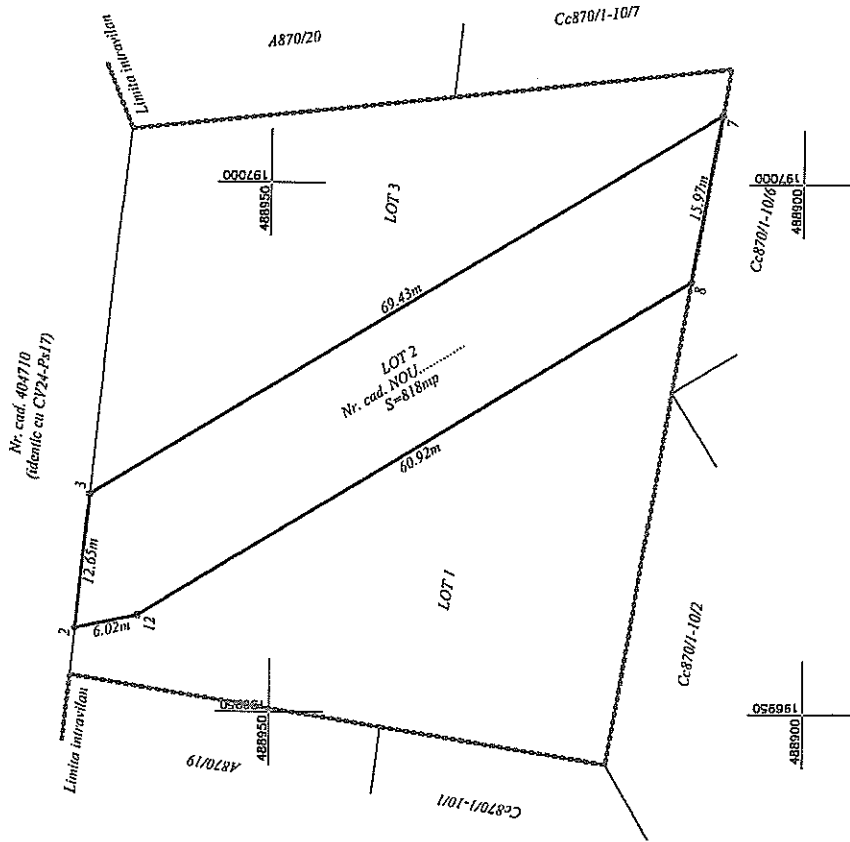 A870/20
Cc870/1-10/7
Limita intravilan
Nr. cad. 404710
(identic cu CV24-Ps17)
197000
488950
LOT 3
7
197000
488900
Cc870/1-10/6
15.97m
69.43m
8
LOT 2
Nr. cad. NOU............
S=818mp
3
12.65m
60.92m
2
6.02m
12
LOT 1
Cc870/1-10/2
Limita intravilan
196950
488950
196950
488900
A870/19
Cc870/1-10/1